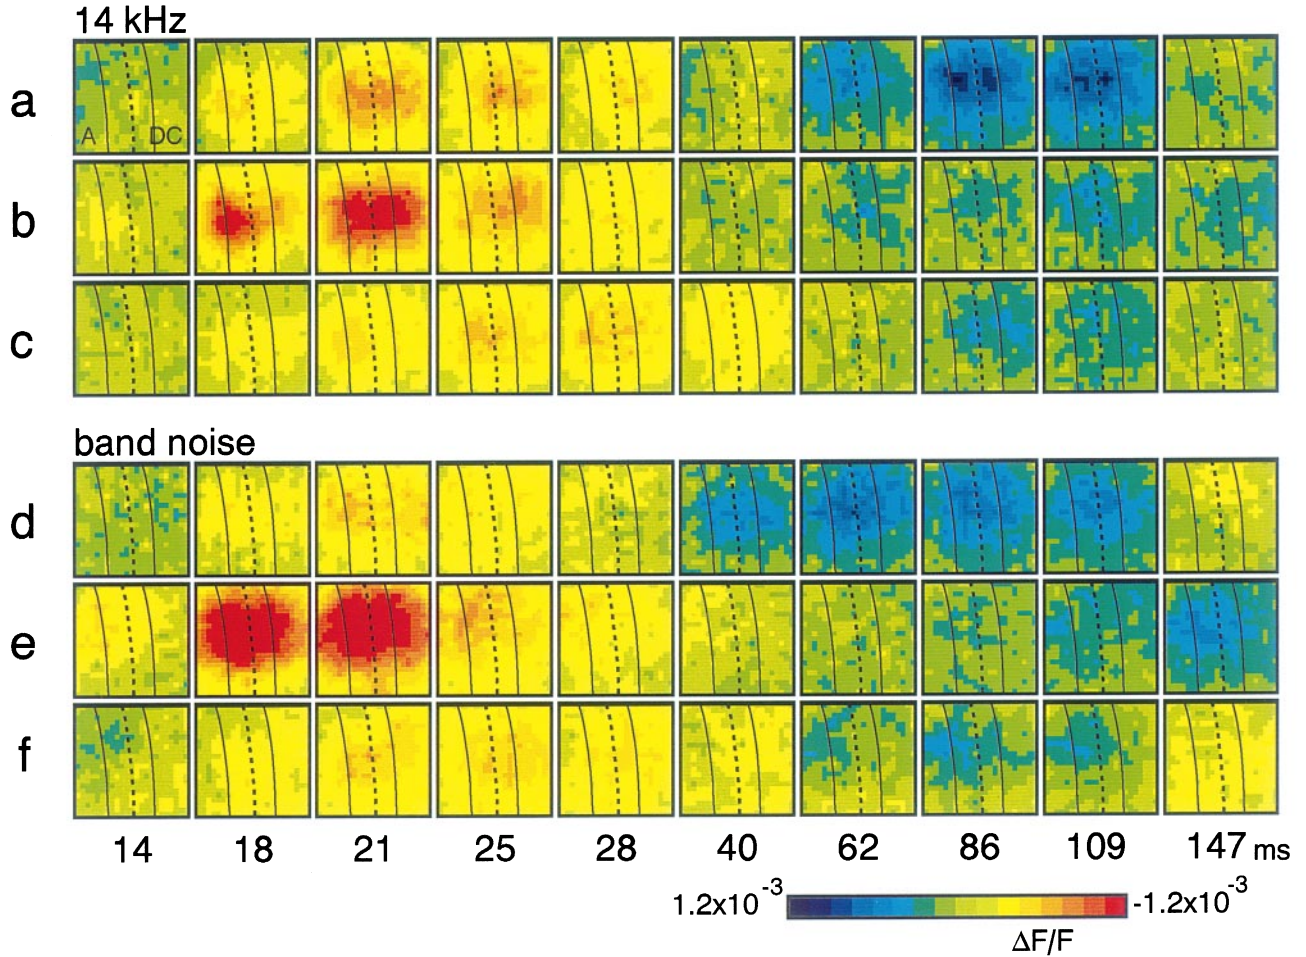 14 kHz
a
A DC
b
c
band noise
d
e
f
14 18 21 25 28 40 62 86 109 147 ms
1.2x10⁻³ -1.2x10⁻³
ΔF/F